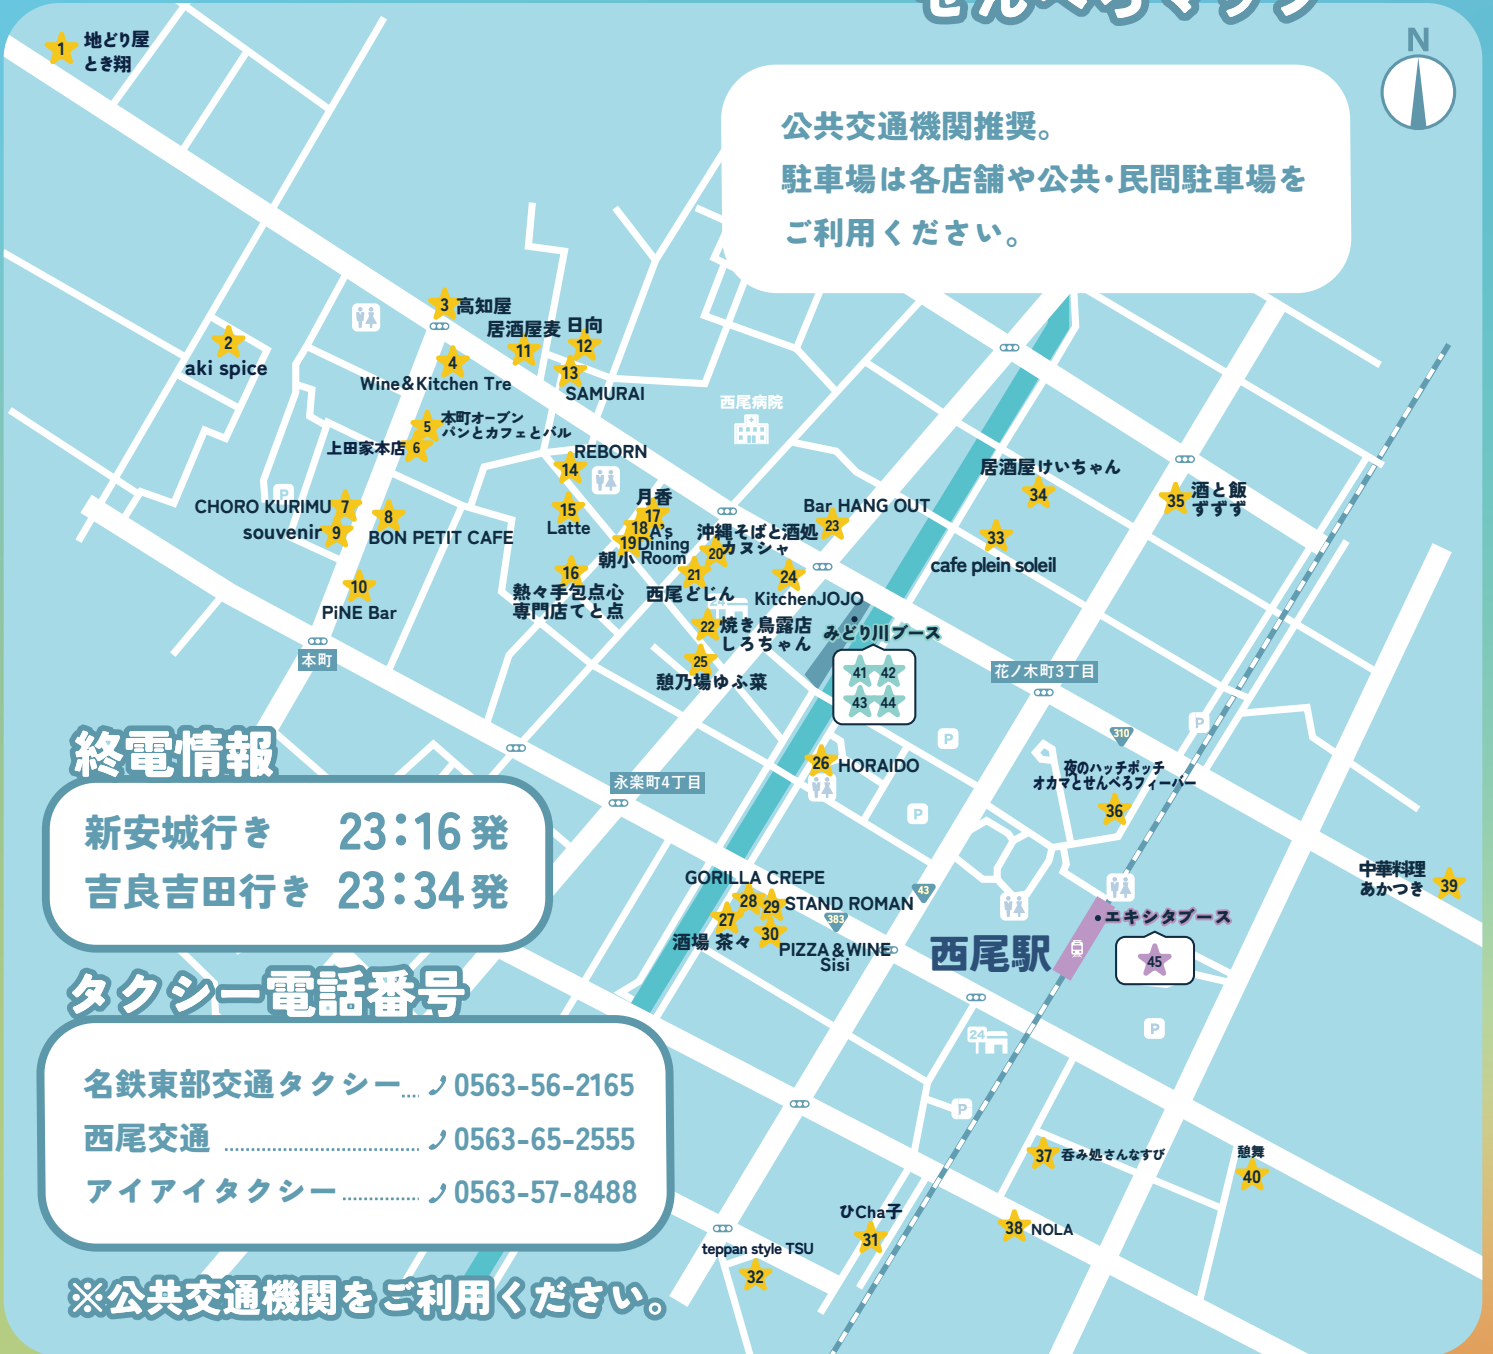 せんべろマップ
N
公共交通機関推奨。
駐車場は各店舗や公共・民間駐車場を
ご利用ください。
1 地どり屋
とき翔
2
aki spice
3 高知屋
4
Wine&Kitchen Tre
居酒屋麦
11
日向
12
13
SAMURAI
5 本町オーブン
パンとカフェとバル
上田家本店 6
CHORO KURIMU 7
8
BON PETIT CAFE
souvenir 9
10
PiNE Bar
本町
REBORN
14
15
Latte
16
熱々手包点心
専門店てと点
月香
17
18 A's
Dining
Room
19
朝小
沖縄そばと酒処
カヌシャ
20
21
西尾どじん
24
22 焼き鳥露店
しろちゃん
25
憩乃場ゆふ菜
Bar HANG OUT
23
24
KitchenJOJO
西尾病院
みどり川ブース
41 42
43 44
居酒屋けいちゃん
34
33
cafe plein soleil
35 酒と飯
ずずず
花ノ木町3丁目
310
P
P
P
P
P
P
夜のハッチポッチ
オカマとせんべろフィーバー
36
26 HORAIDO
永楽町4丁目
GORILLA CREPE
28 29 STAND ROMAN
27
酒場 茶々
30
PIZZA&WINE
Sisi
383
43
中華料理
あかつき
39
西尾駅
エキシタブース
45
24
37 呑み処さんなすび
38 NOLA
憩舞
40
ひCha子
31
teppan style TSU
32
終電情報
新安城行き 23:16発
吉良吉田行き 23:34発
タクシー電話番号
名鉄東部交通タクシー…0563-56-2165
西尾交通……0563-65-2555
アイアイタクシー……0563-57-8488
※公共交通機関をご利用ください。